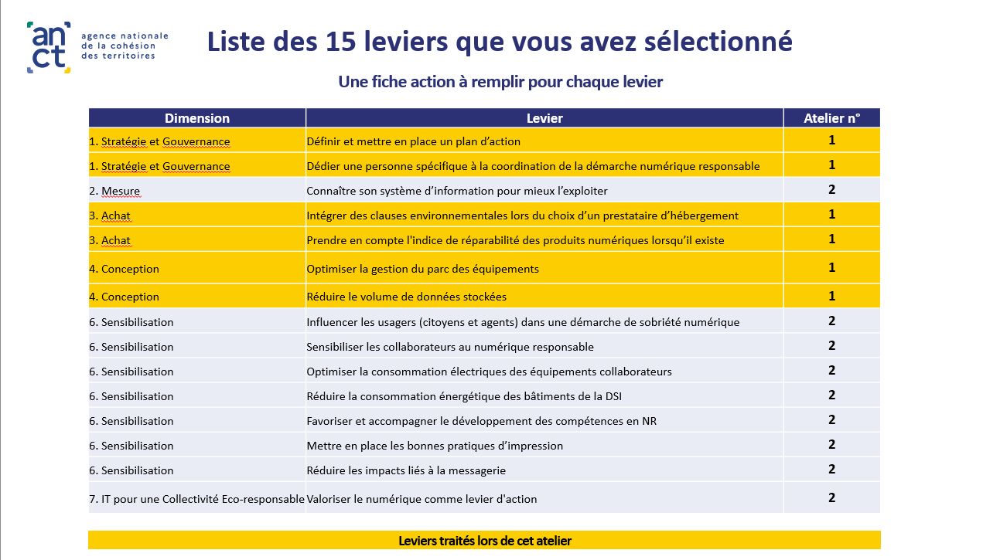 an
ct
agence nationale
de la cohésion
des territoires
Liste des 15 leviers que vous avez sélectionné
Une fiche action à remplir pour chaque levier
Dimension Levier Atelier n°
1. Stratégie et Gouvernance Définir et mettre en place un plan d’action 1
1. Stratégie et Gouvernance Dédier une personne spécifique à la coordination de la démarche numérique responsable 1
2. Mesure Connaître son système d’information pour mieux l’exploiter 2
3. Achat Intégrer des clauses environnementales lors du choix d’un prestataire d’hébergement 1
3. Achat Prendre en compte l'indice de réparabilité des produits numériques lorsqu’il existe 1
4. Conception Optimiser la gestion du parc des équipements 1
4. Conception Réduire le volume de données stockées 1
6. Sensibilisation Influencer les usagers (citoyens et agents) dans une démarche de sobriété numérique 2
6. Sensibilisation Sensibiliser les collaborateurs au numérique responsable 2
6. Sensibilisation Optimiser la consommation électriques des équipements collaborateurs 2
6. Sensibilisation Réduire la consommation énergétique des bâtiments de la DSI 2
6. Sensibilisation Favoriser et accompagner le développement des compétences en NR 2
6. Sensibilisation Mettre en place les bonnes pratiques d’impression 2
6. Sensibilisation Réduire les impacts liés à la messagerie 2
7. IT pour une Collectivité Eco-responsable Valoriser le numérique comme levier d'action 2
Leviers traités lors de cet atelier